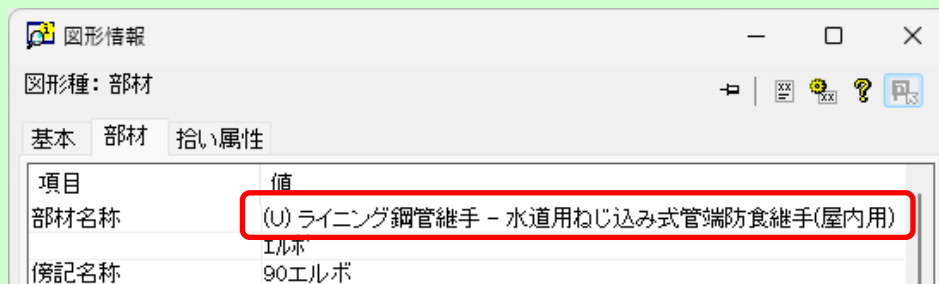 図形情報
図形種: 部材
基本 部材 拾い属性
項目 値
部材名称 (U) ライニング鋼管継手 − 水道用ねじ込み式管端防食継手(屋内用)
ｴﾙﾎﾞ
傍記名称 90エルボ